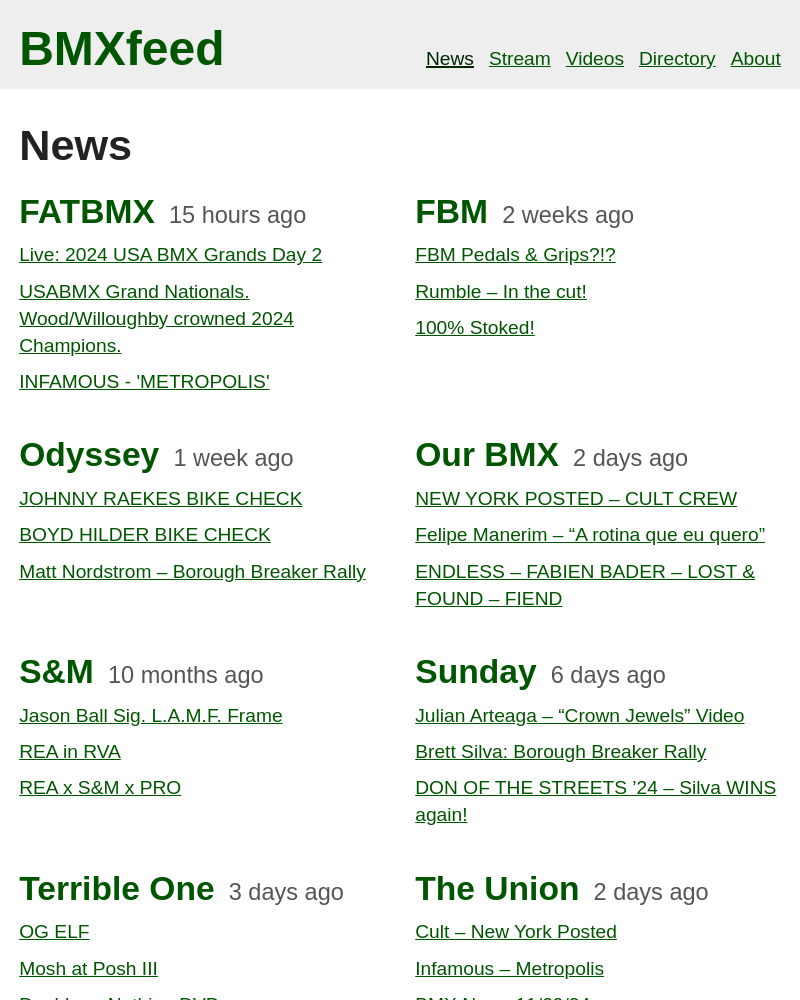 BMXfeed
News Stream Videos Directory About
News
FATBMX 15 hours ago
Live: 2024 USA BMX Grands Day 2
USABMX Grand Nationals.
Wood/Willoughby crowned 2024
Champions.
INFAMOUS - 'METROPOLIS'
FBM 2 weeks ago
FBM Pedals & Grips?!?
Rumble – In the cut!
100% Stoked!
Odyssey 1 week ago
JOHNNY RAEKES BIKE CHECK
BOYD HILDER BIKE CHECK
Matt Nordstrom – Borough Breaker Rally
Our BMX 2 days ago
NEW YORK POSTED – CULT CREW
Felipe Manerim – “A rotina que eu quero”
ENDLESS – FABIEN BADER – LOST &
FOUND – FIEND
S&M 10 months ago
Jason Ball Sig. L.A.M.F. Frame
REA in RVA
REA x S&M x PRO
Sunday 6 days ago
Julian Arteaga – “Crown Jewels” Video
Brett Silva: Borough Breaker Rally
DON OF THE STREETS ’24 – Silva WINS
again!
Terrible One 3 days ago
OG ELF
Mosh at Posh III
The Union 2 days ago
Cult – New York Posted
Infamous – Metropolis